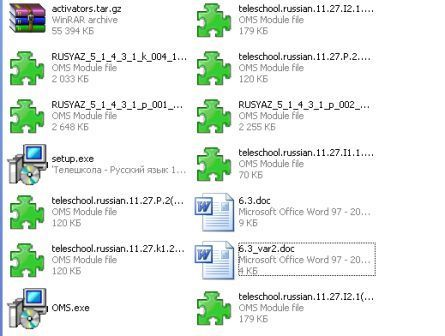 activators.tar.gz
WinRAR archive
55 394 КБ
teleschool.russian.11.27.I2.1....
OMS Module file
179 КБ
RUSYAZ_5_1_4_3_1_k_004_1...
OMS Module file
2 033 КБ
teleschool.russian.11.27.P.2....
OMS Module file
120 КБ
RUSYAZ_5_1_4_3_1_p_001_...
OMS Module file
2 648 КБ
RUSYAZ_5_1_4_3_1_p_002_...
OMS Module file
2 255 КБ
setup.exe
"Телешкола - Русский язык 1...
teleschool.russian.11.27.I1.1....
OMS Module file
70 КБ
teleschool.russian.11.27.P.2(...
OMS Module file
120 КБ
6.3.doc
Microsoft Office Word 97 - 20...
9 КБ
teleschool.russian.11.27.k1.2...
OMS Module file
120 КБ
6.3_var2.doc
Microsoft Office Word 97 - 20...
4 КБ
OMS.exe
teleschool.russian.11.27.I2.1(...
OMS Module file
179 КБ